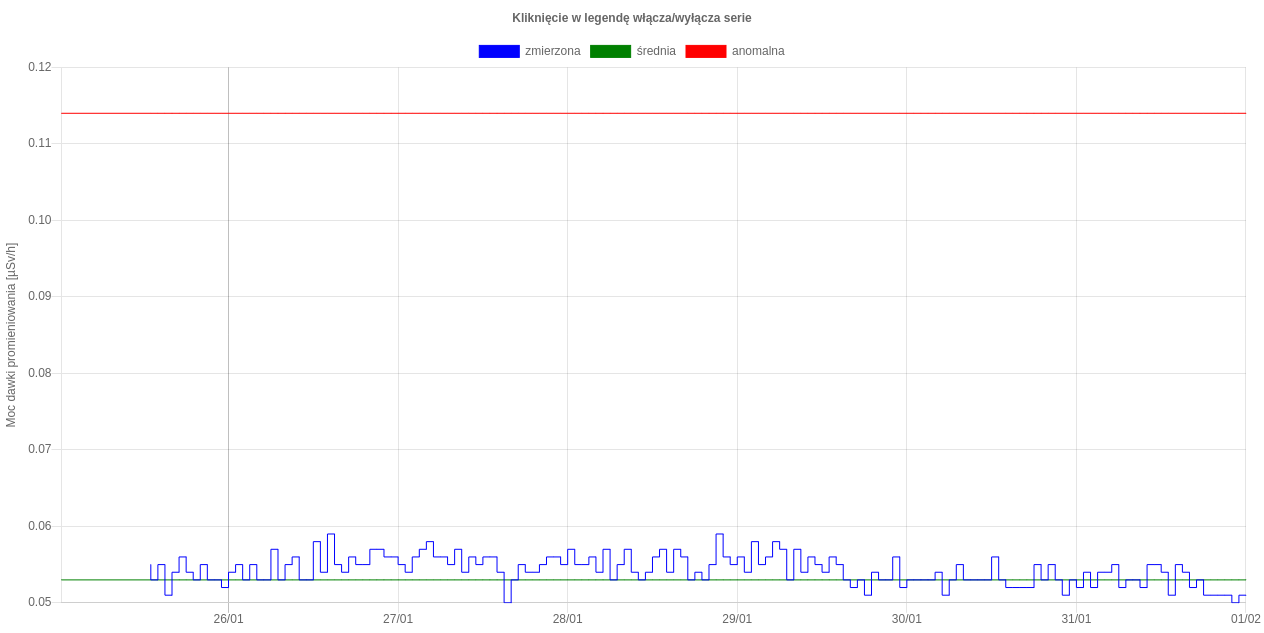 Kliknięcie w legendę włącza/wyłącza serie
zmierzona średnia anomalna
Moc dawki promieniowania [µSv/h]
0.12
0.11
0.10
0.09
0.08
0.07
0.06
0.05
26/01 27/01 28/01 29/01 30/01 31/01 01/02